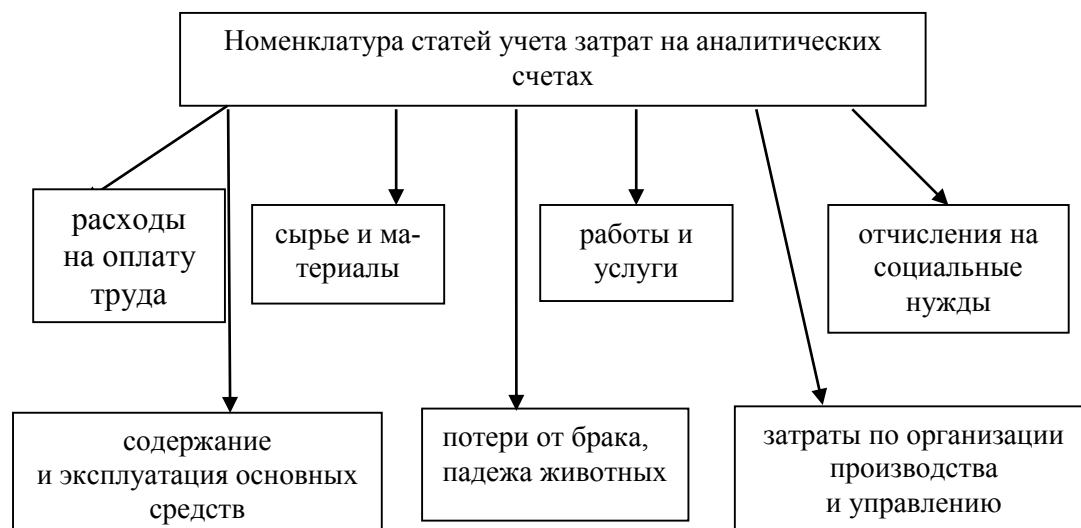 Номенклатура статей учета затрат на аналитических
счетах
расходы
на оплату
труда
сырье и ма-
териалы
работы и
услуги
отчисления на
социальные
нужды
содержание
и эксплуатация основных
средств
потери от брака,
падежа животных
затраты по организации
производства
и управлению